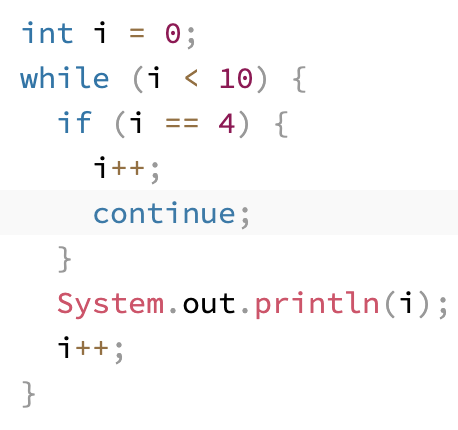 int i = 0;
while (i < 10) {
  if (i == 4) {
    i++;
    continue;
  }
  System.out.println(i);
  i++;
}